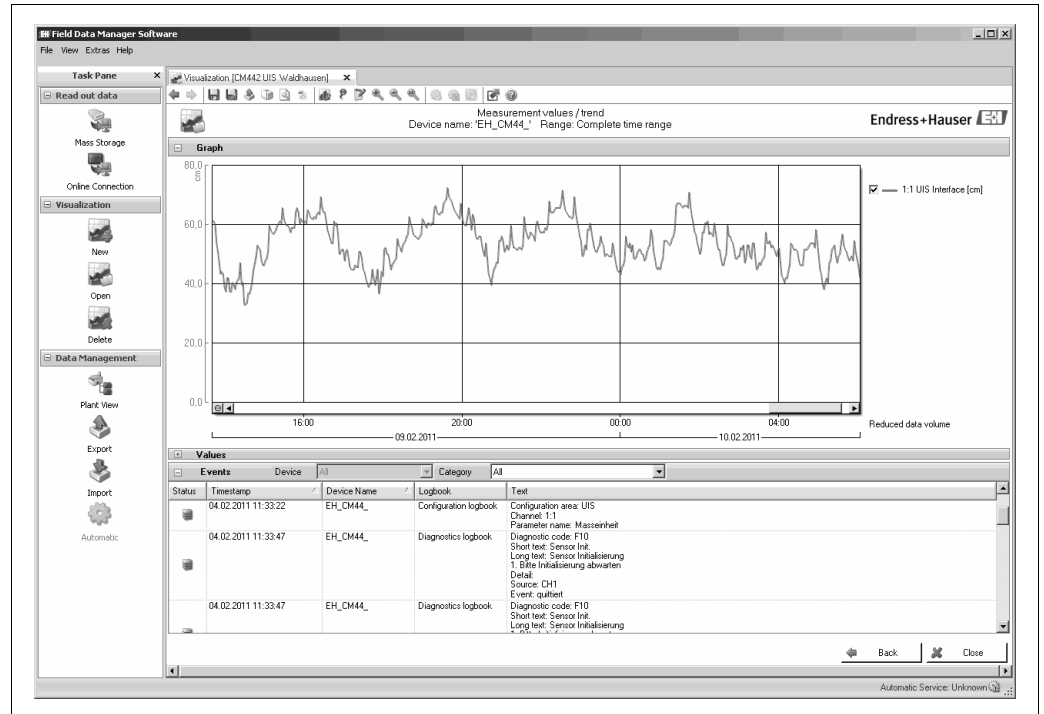 Field Data Manager Software
File View Extras Help
Task Pane
Read out data
Mass Storage
Online Connection
Visualization
New
Open
Delete
Data Management
Plant View
Export
Import
Automatic
Visualization [CM442 UIS Waldhausen]
Measurement values / trend
Device name: 'EH_CM44_' Range: Complete time range
Endress+Hauser EH
Graph
80.0
cm
60.0
40.0
20.0
0.0
1:1 UIS Interface [cm]
16:00 20:00 00:00 04:00
09.02.2011 10.02.2011
Reduced data volume
Values
Events Device All Category All
Status Timestamp Device Name Logbook Text
04.02.2011 11:33:22 EH_CM44_ Configuration logbook Configuration area: UIS
Channel: 1:1
Parameter name: Masseinheit
04.02.2011 11:33:47 EH_CM44_ Diagnostics logbook Diagnostic code: F10
Short text: Sensor Init.
Long text: Sensor Initialisierung
1. Bitte Initialisierung abwarten
Detail:
Source: CH1
Event: quittiert
04.02.2011 11:33:47 EH_CM44_ Diagnostics logbook Diagnostic code: F10
Short text: Sensor Init.
Long text: Sensor Initialisierung
Back Close
Automatic Service: Unknown